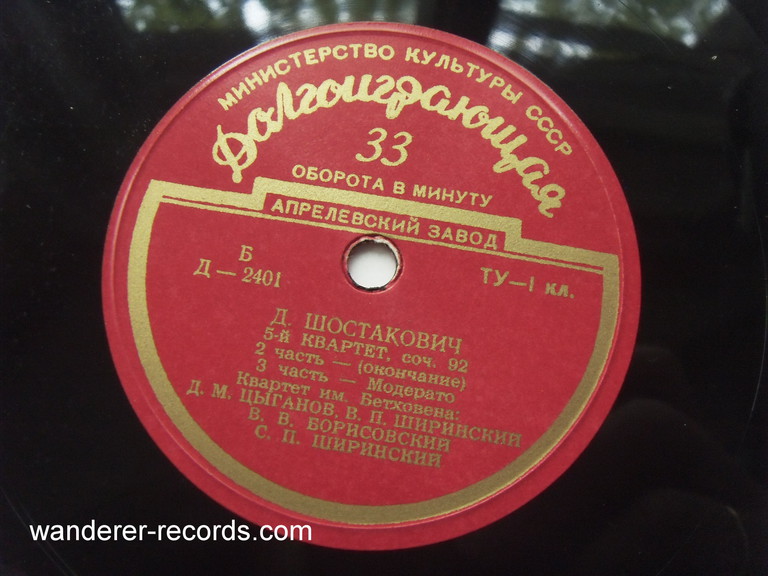 МИНИСТЕРСТВО КУЛЬТУРЫ СССР
Долгоиграющая
33
ОБОРОТА В МИНУТУ
АПРЕЛЕВСКИЙ ЗАВОД
Б
Д—2401
ТУ—1 кл.
Д. ШОСТАКОВИЧ
5-й КВАРТЕТ, соч. 92
2 часть — (окончание)
3 часть — Модерато
Квартет им. Бетховена:
Д. М. ЦЫГАНОВ, В. П. ШИРИНСКИЙ
В. В. БОРИСОВСКИЙ
С. П. ШИРИНСКИЙ
wanderer-records.com